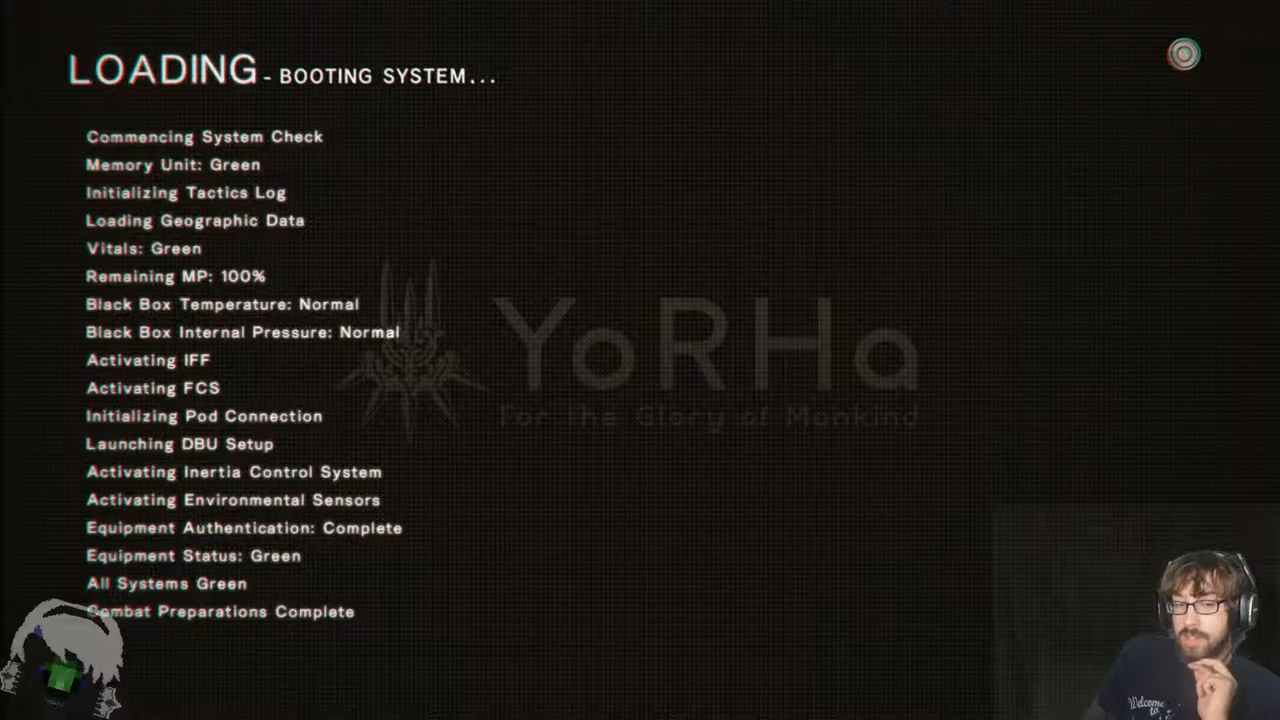 LOADING - BOOTING SYSTEM...
Commencing System Check
Memory Unit: Green
Initializing Tactics Log
Loading Geographic Data
Vitals: Green
Remaining MP: 100%
Black Box Temperature: Normal
Black Box Internal Pressure: Normal
Activating IFF
Activating FCS
Initializing Pod Connection
Launching DBU Setup
Activating Inertia Control System
Activating Environmental Sensors
Equipment Authentication: Complete
Equipment Status: Green
All Systems Green
Combat Preparations Complete
YoRHa
For the Glory of Mankind
Welcome
to